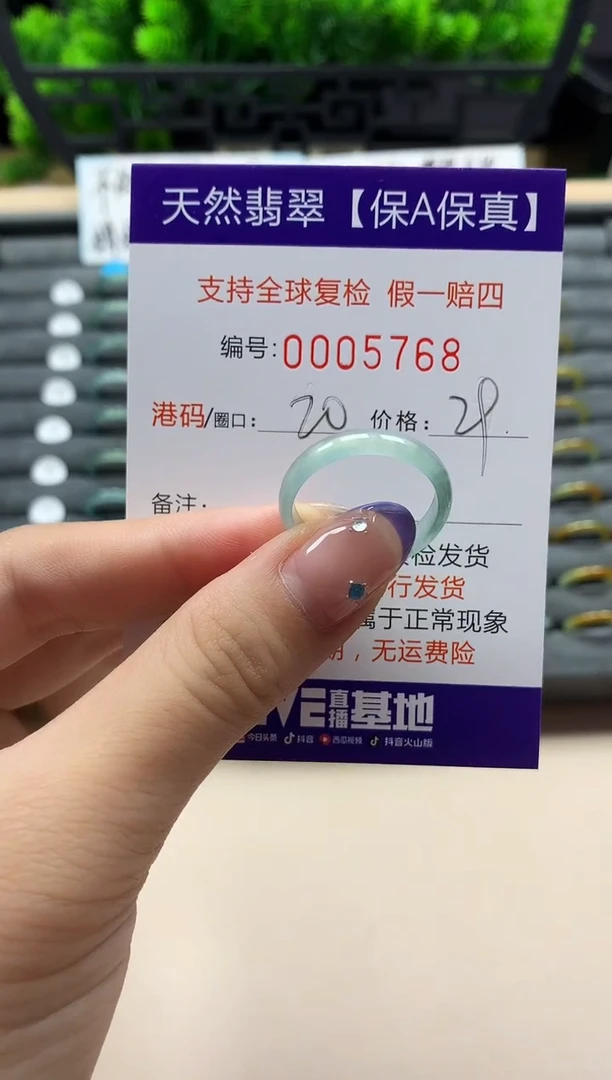 天然翡翠【保A保真】
支持全球复检 假一赔四
编号:0005768
港码/圈口: 20 价格: 29.
备注:
检发货
行发货
属于正常现象
，无运费险
VE直播基地
今日头条 抖音 西瓜视频 抖音火山版